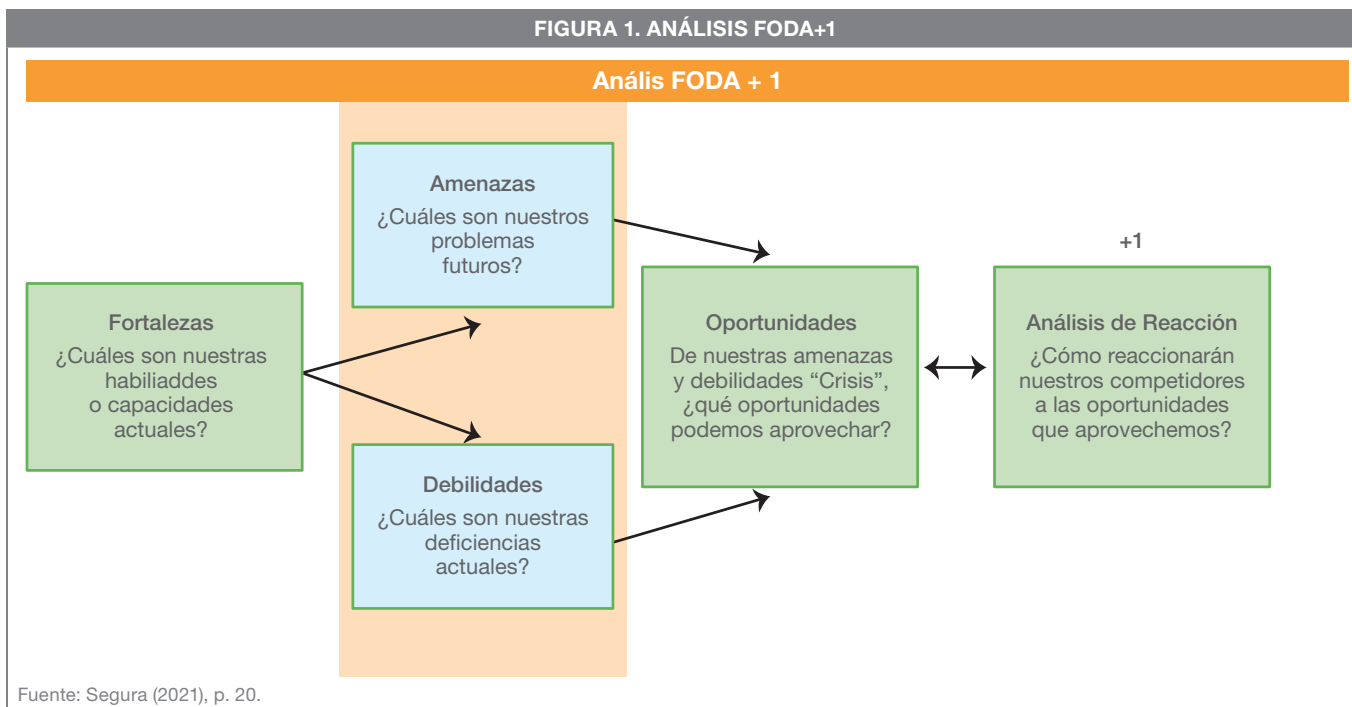 FIGURA 1. ANÁLISIS FODA+1
Anális FODA + 1
Fortalezas
¿Cuáles son nuestras
habiliaddes
o capacidades
actuales?
Amenazas
¿Cuáles son nuestros
problemas
futuros?
Debilidades
¿Cuáles son nuestras
deficiencias
actuales?
Oportunidades
De nuestras amenazas
y debilidades “Crisis”,
¿qué oportunidades
podemos aprovechar?
+1
Análisis de Reacción
¿Cómo reaccionarán
nuestros competidores
a las oportunidades
que aprovechemos?
Fuente: Segura (2021), p. 20.